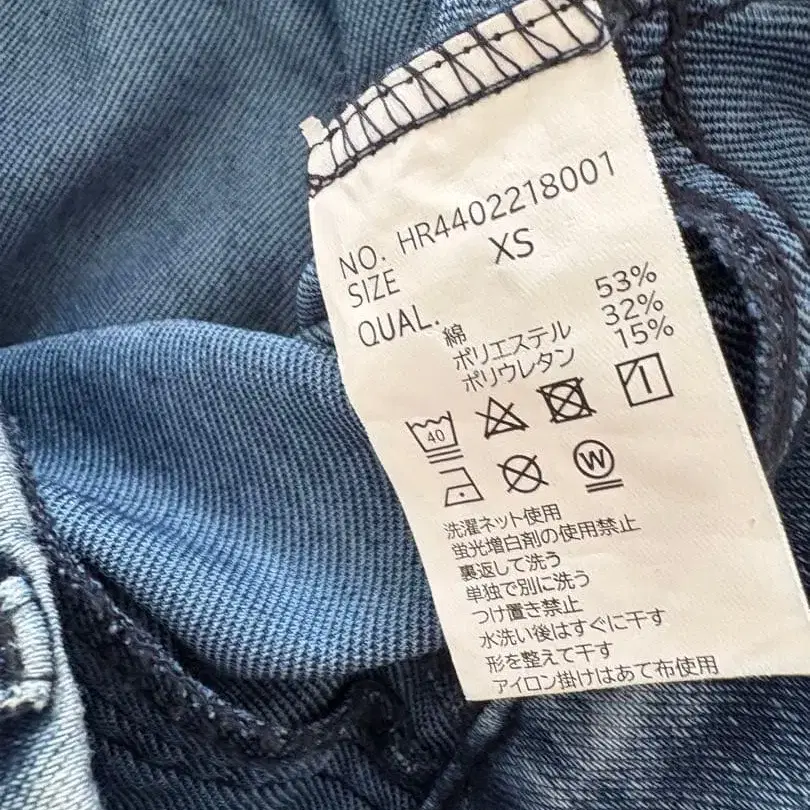 NO. HR4402218001
SIZE XS
QUAL. 綿 53%
ポリエステル 32%
ポリウレタン 15%
40
W
洗濯ネット使用
蛍光増白剤の使用禁止
裏返して洗う
単独で別に洗う
つけ置き禁止
水洗い後はすぐに干す
形を整えて干す
アイロン掛けはあて布使用